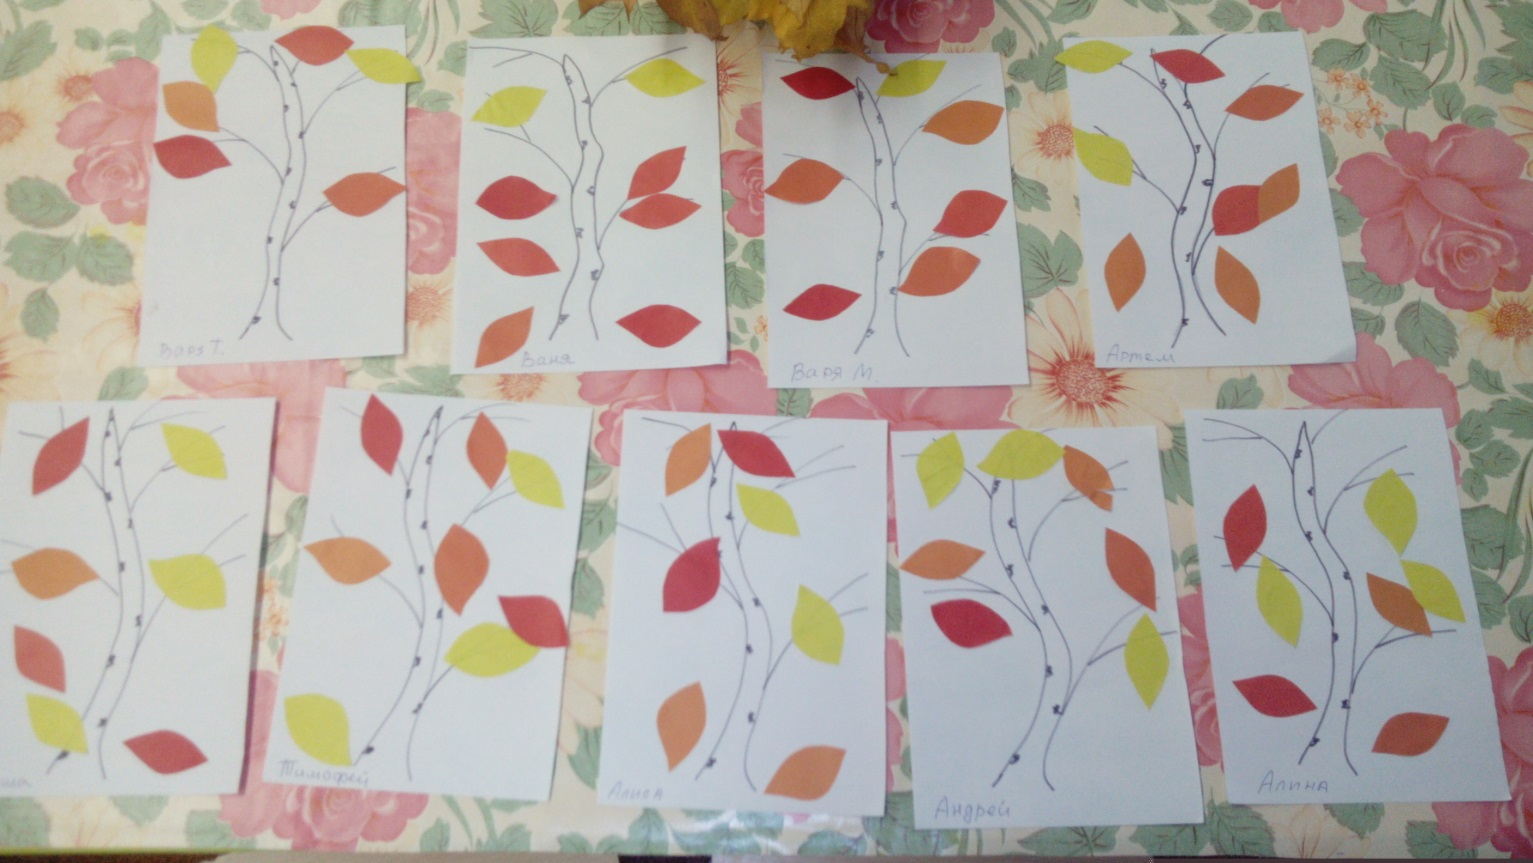 Варя Т.
Ваня
Варя М.
Артем
Тимофей
Алиса
Андрей
Алина